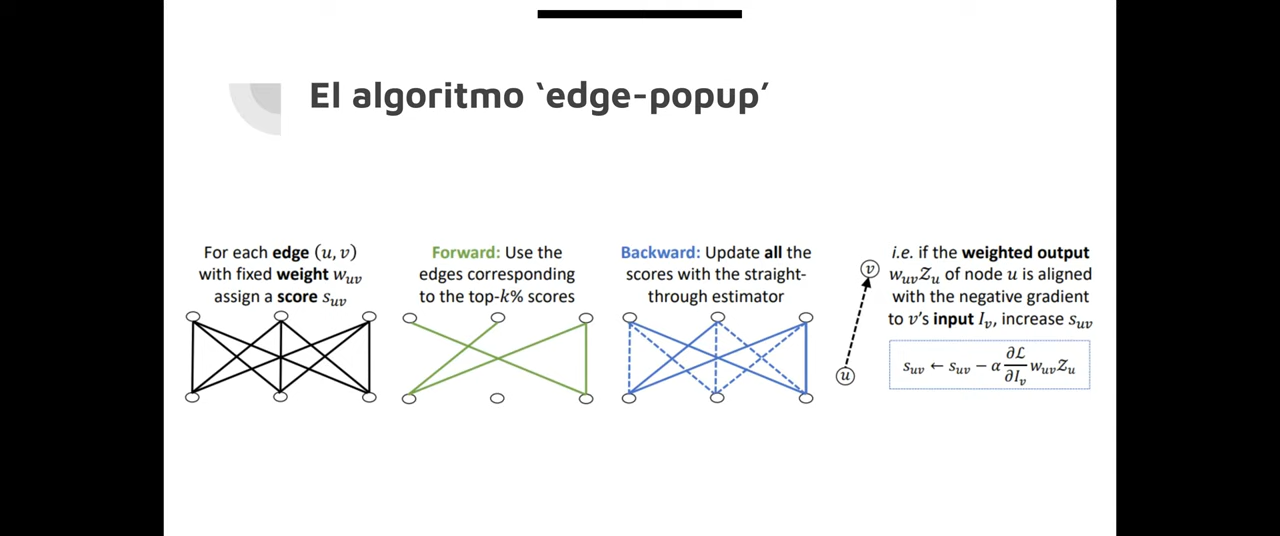 El algoritmo ‘edge-popup’
For each edge (u, v)
with fixed weight w_uv
assign a score s_uv
Forward: Use the
edges corresponding
to the top-k% scores
Backward: Update all the
scores with the straight-
through estimator
v
u
i.e. if the weighted output
w_uv Z_u of node u is aligned
with the negative gradient
to v’s input I_v, increase s_uv
s_uv ← s_uv − α ∂ℒ/∂I_v w_uv Z_u